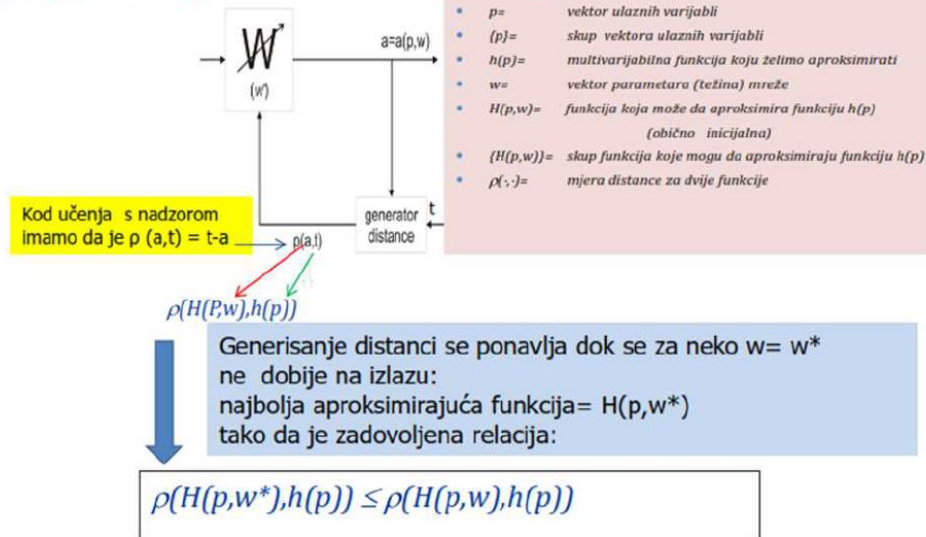 W
(w)
a=a(p,w)
generator
distance
t
ρ(a,t)
• p= vektor ulaznih varijabli
• {p}= skup vektora ulaznih varijabli
• h(p)= multivarijabilna funkcija koju želimo aproksimirati
• w= vektor parametara (težina) mreže
• H(p,w)= funkcija koja može da aproksimira funkciju h(p)
(obično inicijalna)
• {H(p,w)}= skup funkcija koje mogu da aproksimiraju funkciju h(p)
• ρ(·,·)= mjera distance za dvije funkcije
Kod učenja s nadzorom
imamo da je ρ (a,t) = t-a
ρ(H(P,w),h(p))
Generisanje distanci se ponavlja dok se za neko w= w*
ne dobije na izlazu:
najbolja aproksimirajuća funkcija= H(p,w*)
tako da je zadovoljena relacija:
ρ(H(p,w*),h(p)) ≤ ρ(H(p,w),h(p))